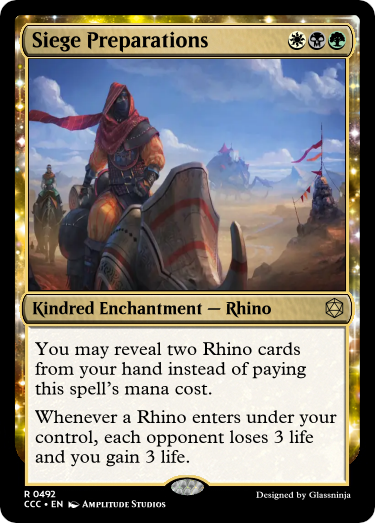 Siege Preparations
Kindred Enchantment — Rhino
You may reveal two Rhino cards
from your hand instead of paying
this spell's mana cost.
Whenever a Rhino enters under your
control, each opponent loses 3 life
and you gain 3 life.
R 0492
CCC • EN Amplitude Studios
Designed by Glassninja